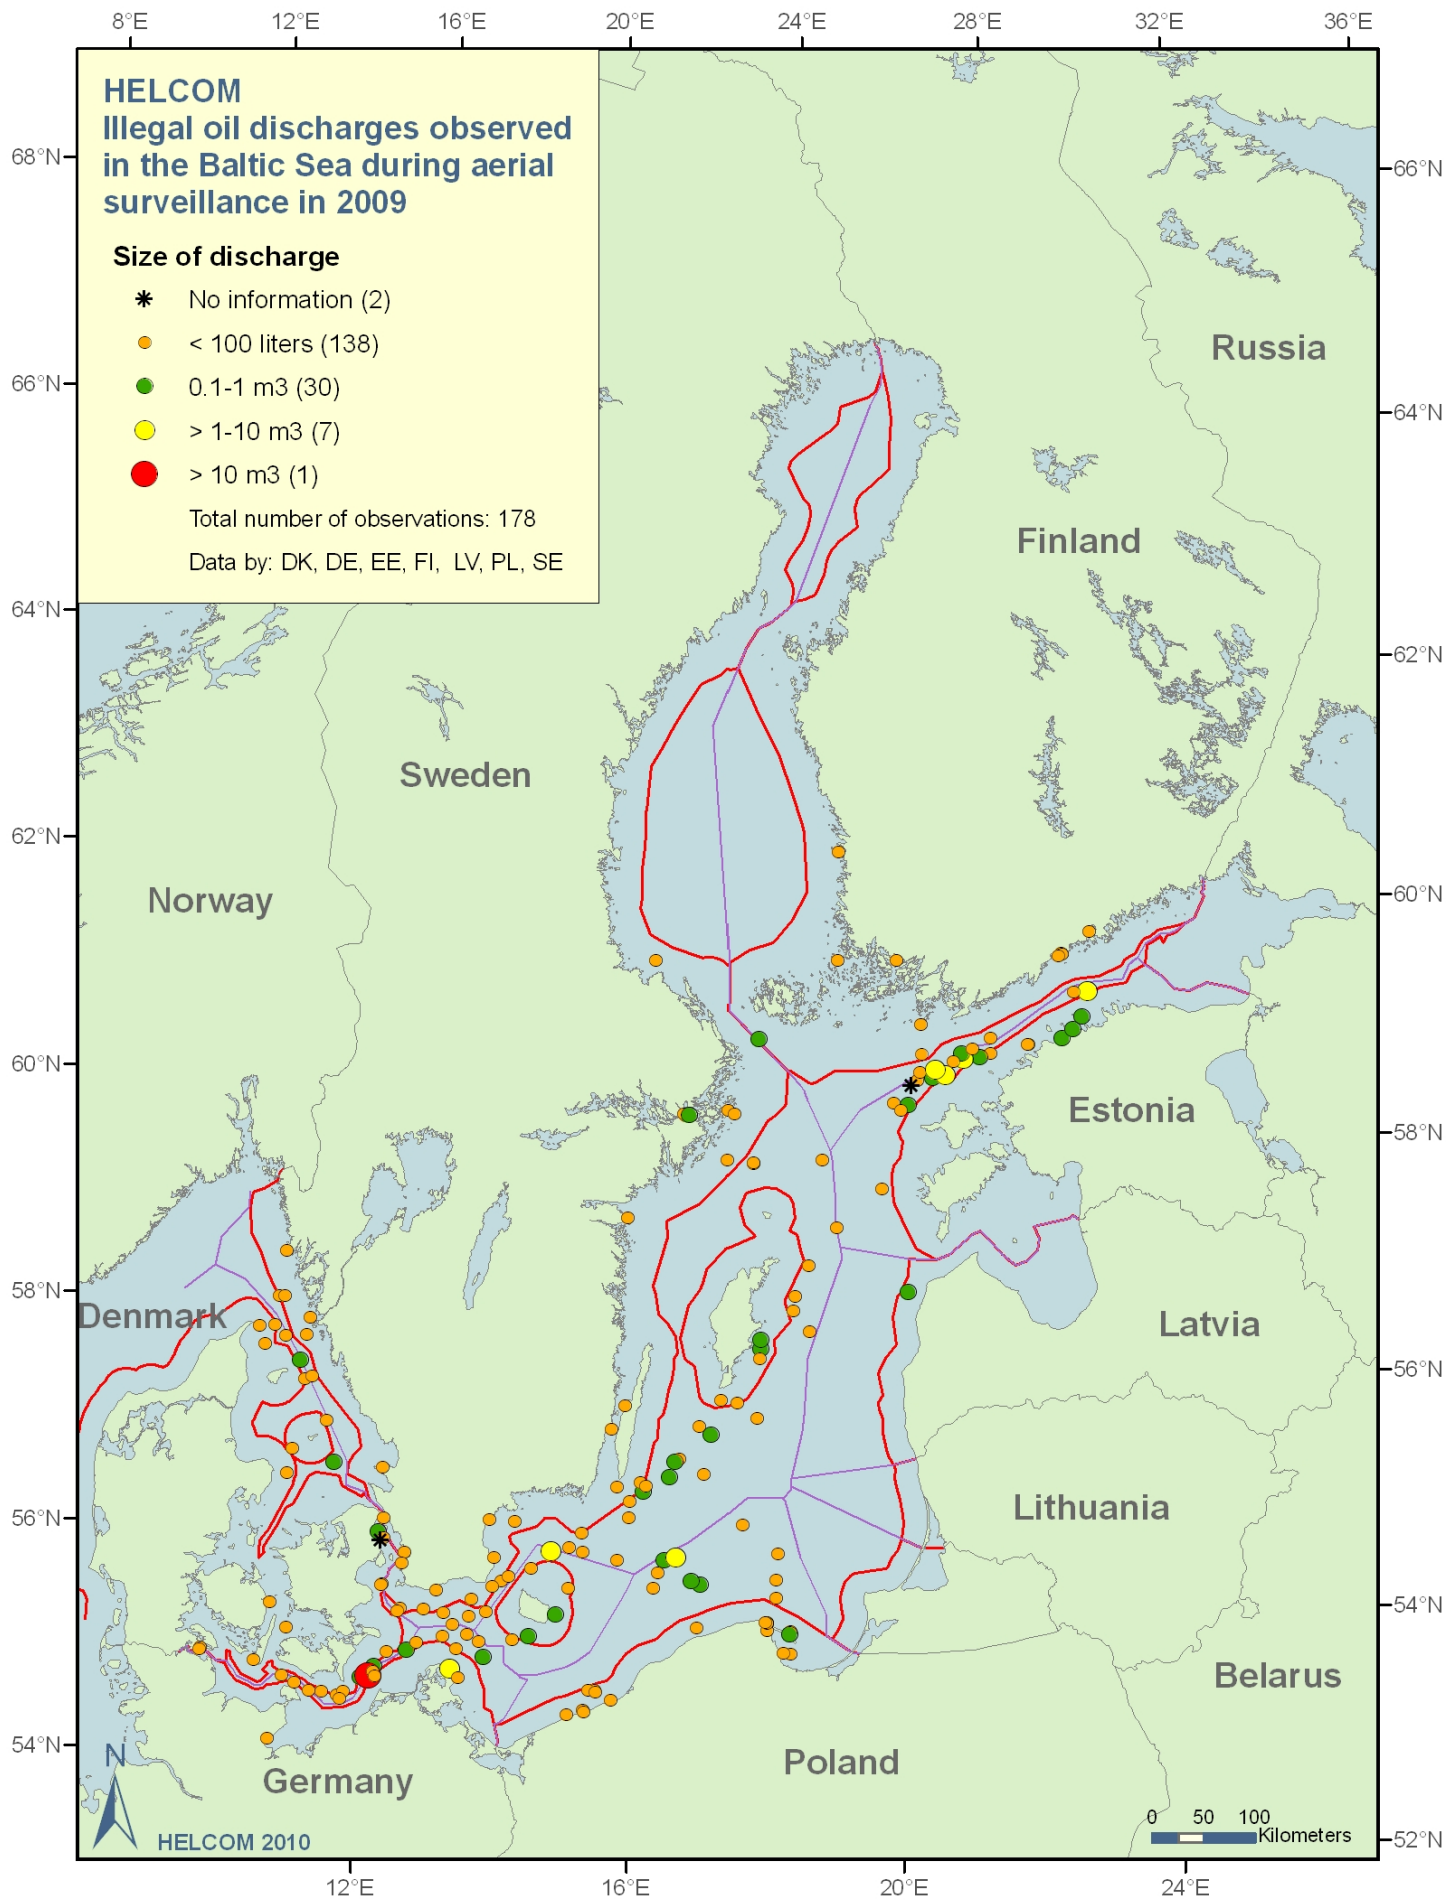 8°E 12°E 16°E 20°E 24°E 28°E 32°E 36°E
HELCOM
Illegal oil discharges observed
in the Baltic Sea during aerial
surveillance in 2009
Size of discharge
No information (2)
< 100 liters (138)
0.1-1 m3 (30)
> 1-10 m3 (7)
> 10 m3 (1)
Total number of observations: 178
Data by: DK, DE, EE, FI, LV, PL, SE
68°N
66°N
Russia
66°N
64°N
Finland
64°N
62°N
Sweden
62°N
Norway
60°N
60°N
Estonia
58°N
58°N
Denmark
Latvia
56°N
56°N
Lithuania
54°N
Belarus
54°N
N
Poland
Germany
0 50 100
Kilometers
HELCOM 2010
52°N
12°E 16°E 20°E 24°E